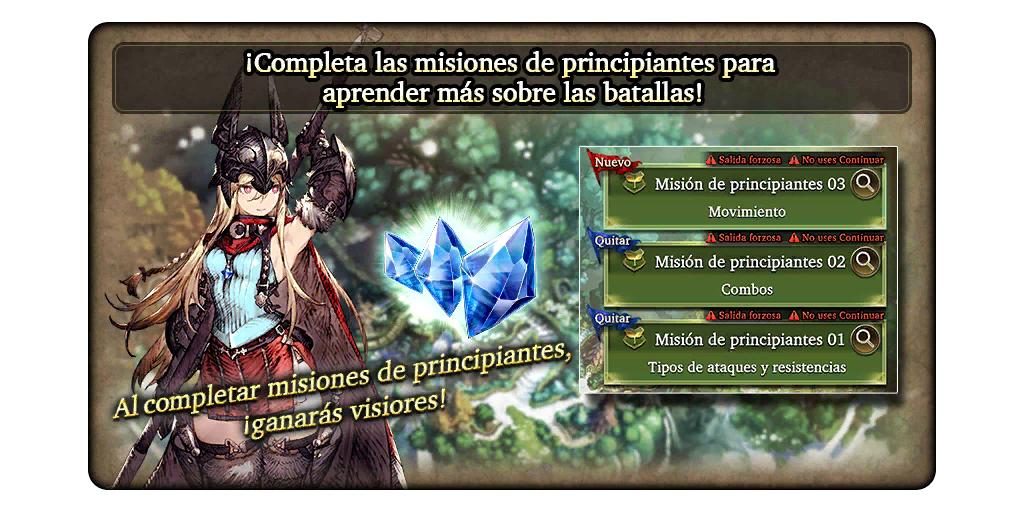 ¡Completa las misiones de principiantes para
aprender más sobre las batallas!
Nuevo
Salida forzosa No uses Continuar
Misión de principiantes 03
Movimiento
Quitar
Salida forzosa No uses Continuar
Misión de principiantes 02
Combos
Quitar
Salida forzosa No uses Continuar
Misión de principiantes 01
Tipos de ataques y resistencias
Al completar misiones de principiantes,
¡ganarás visiores!